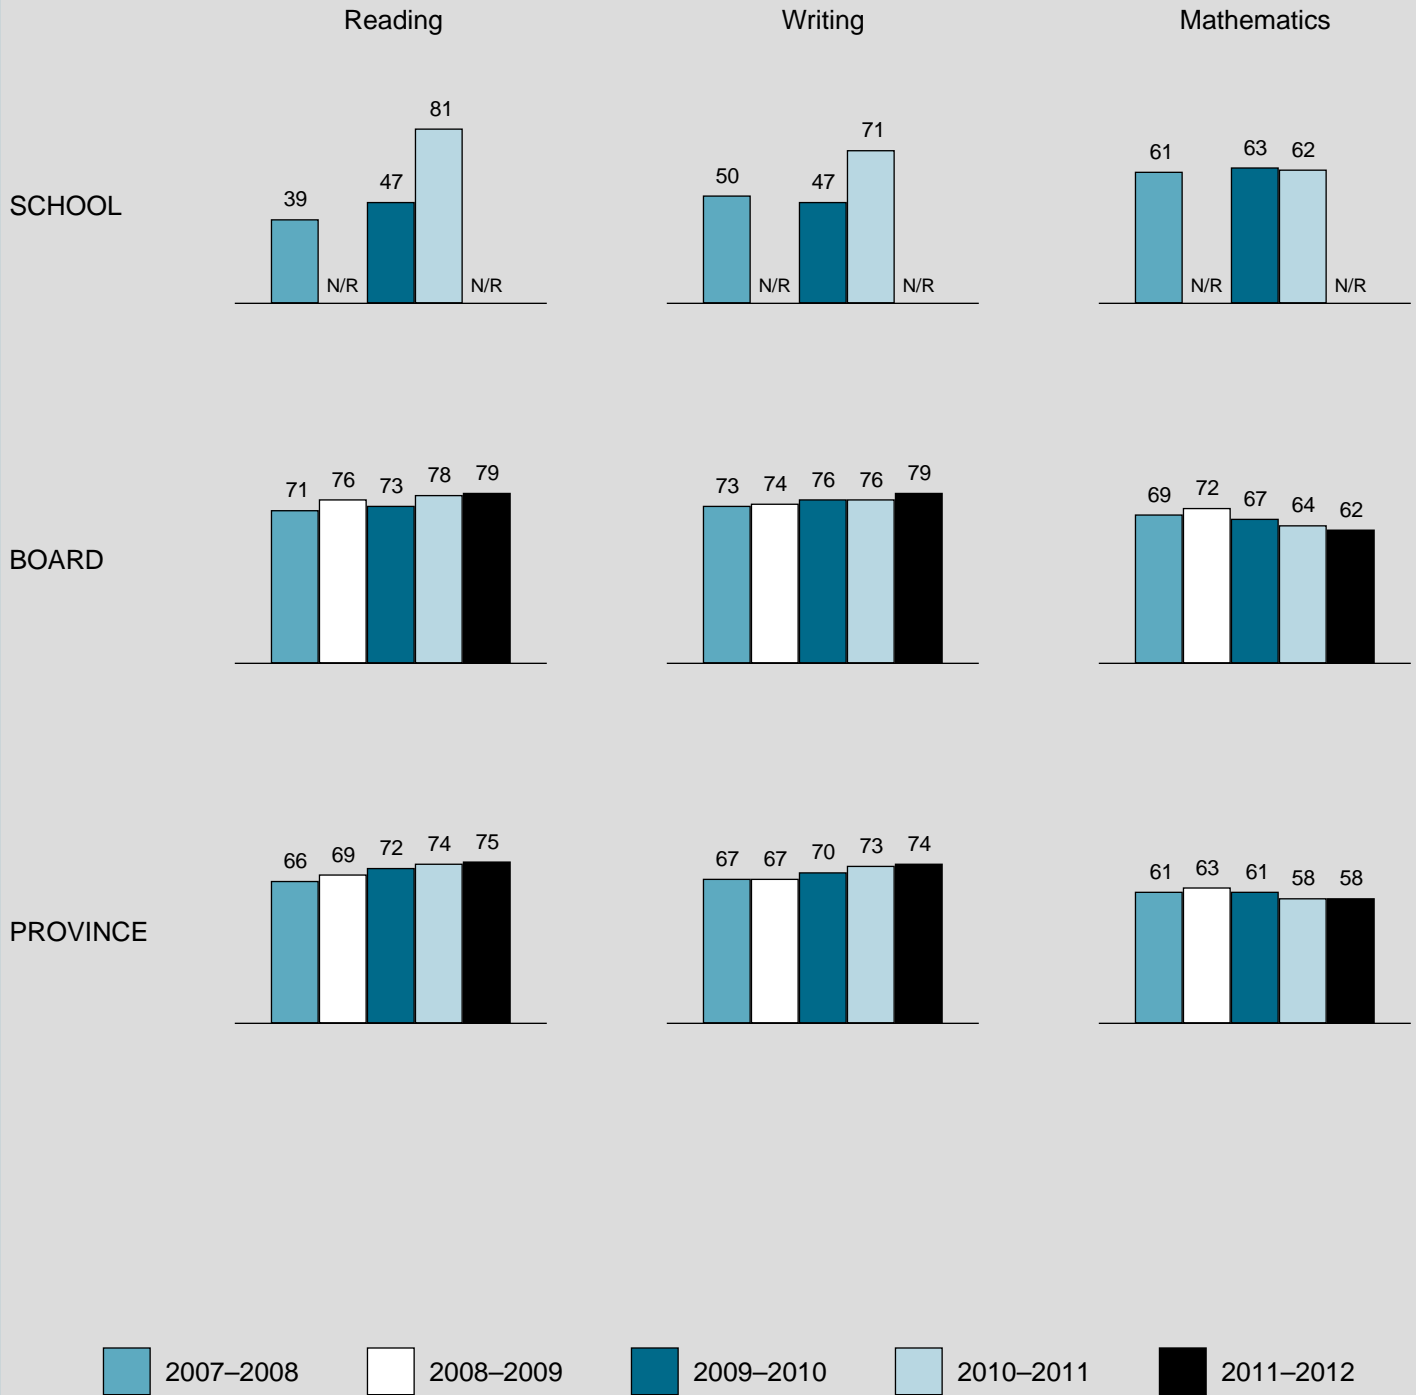 Reading Writing Mathematics
SCHOOL
39 N/R 47 81 N/R
50 N/R 47 71 N/R
61 N/R 63 62 N/R
BOARD
71 76 73 78 79
73 74 76 76 79
69 72 67 64 62
PROVINCE
66 69 72 74 75
67 67 70 73 74
61 63 61 58 58
2007–2008 2008–2009 2009–2010 2010–2011 2011–2012